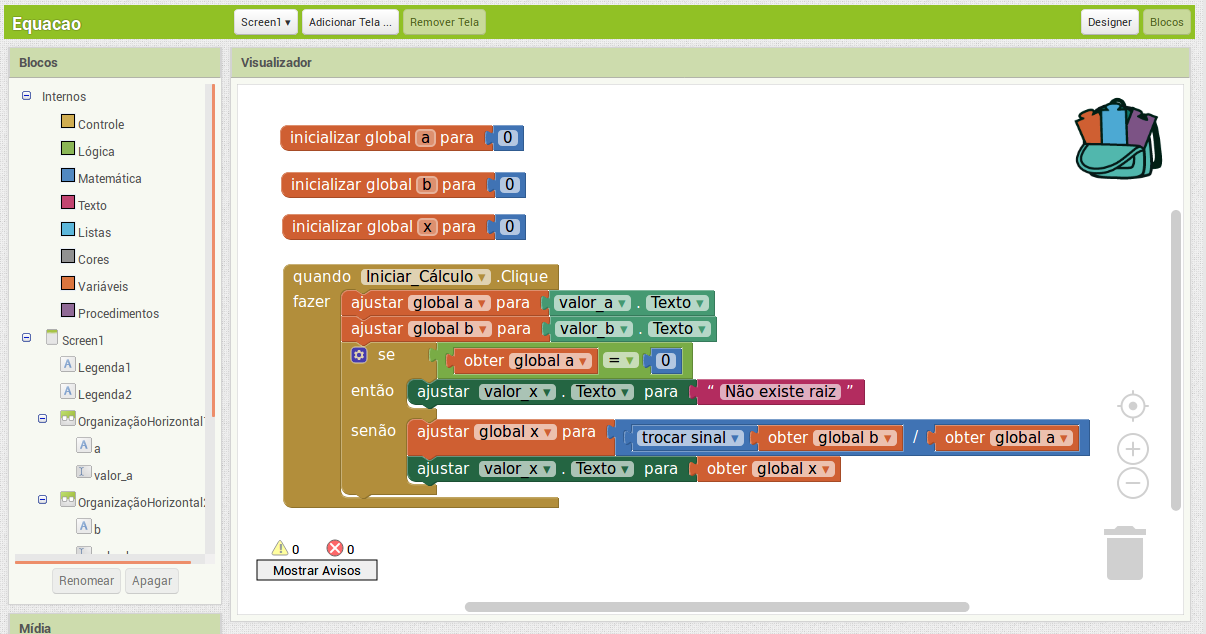 Equacao
Screen1 ▾
Adicionar Tela ...
Remover Tela
Designer
Blocos
Blocos
Internos
Controle
Lógica
Matemática
Texto
Listas
Cores
Variáveis
Procedimentos
Screen1
Legenda1
Legenda2
OrganizaçãoHorizontal1
a
valor_a
OrganizaçãoHorizontal2
b
Renomear
Apagar
Mídia
Visualizador
inicializar global a para 0
inicializar global b para 0
inicializar global x para 0
quando Iniciar_Cálculo ▾ .Clique
fazer ajustar global a ▾ para valor_a ▾ . Texto ▾
ajustar global b ▾ para valor_b ▾ . Texto ▾
se obter global a ▾ = ▾ 0
então ajustar valor_x ▾ . Texto ▾ para “ Não existe raiz ”
senão ajustar global x ▾ para trocar sinal ▾ obter global b ▾ / obter global a ▾
ajustar valor_x ▾ . Texto ▾ para obter global x ▾
0 0
Mostrar Avisos